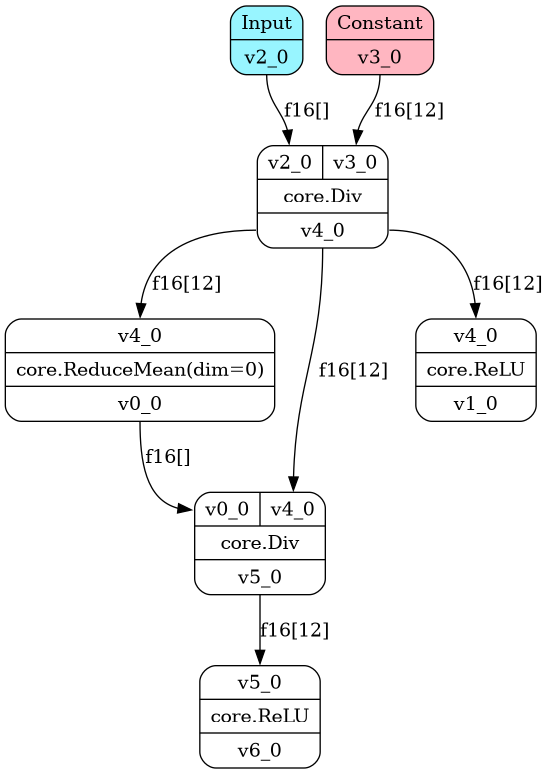 Input
v2_0
Constant
v3_0
f16[]
f16[12]
v2_0
v3_0
core.Div
v4_0
f16[12]
f16[12]
f16[12]
v4_0
core.ReduceMean(dim=0)
v0_0
v4_0
core.ReLU
v1_0
f16[]
v0_0
v4_0
core.Div
v5_0
f16[12]
v5_0
core.ReLU
v6_0